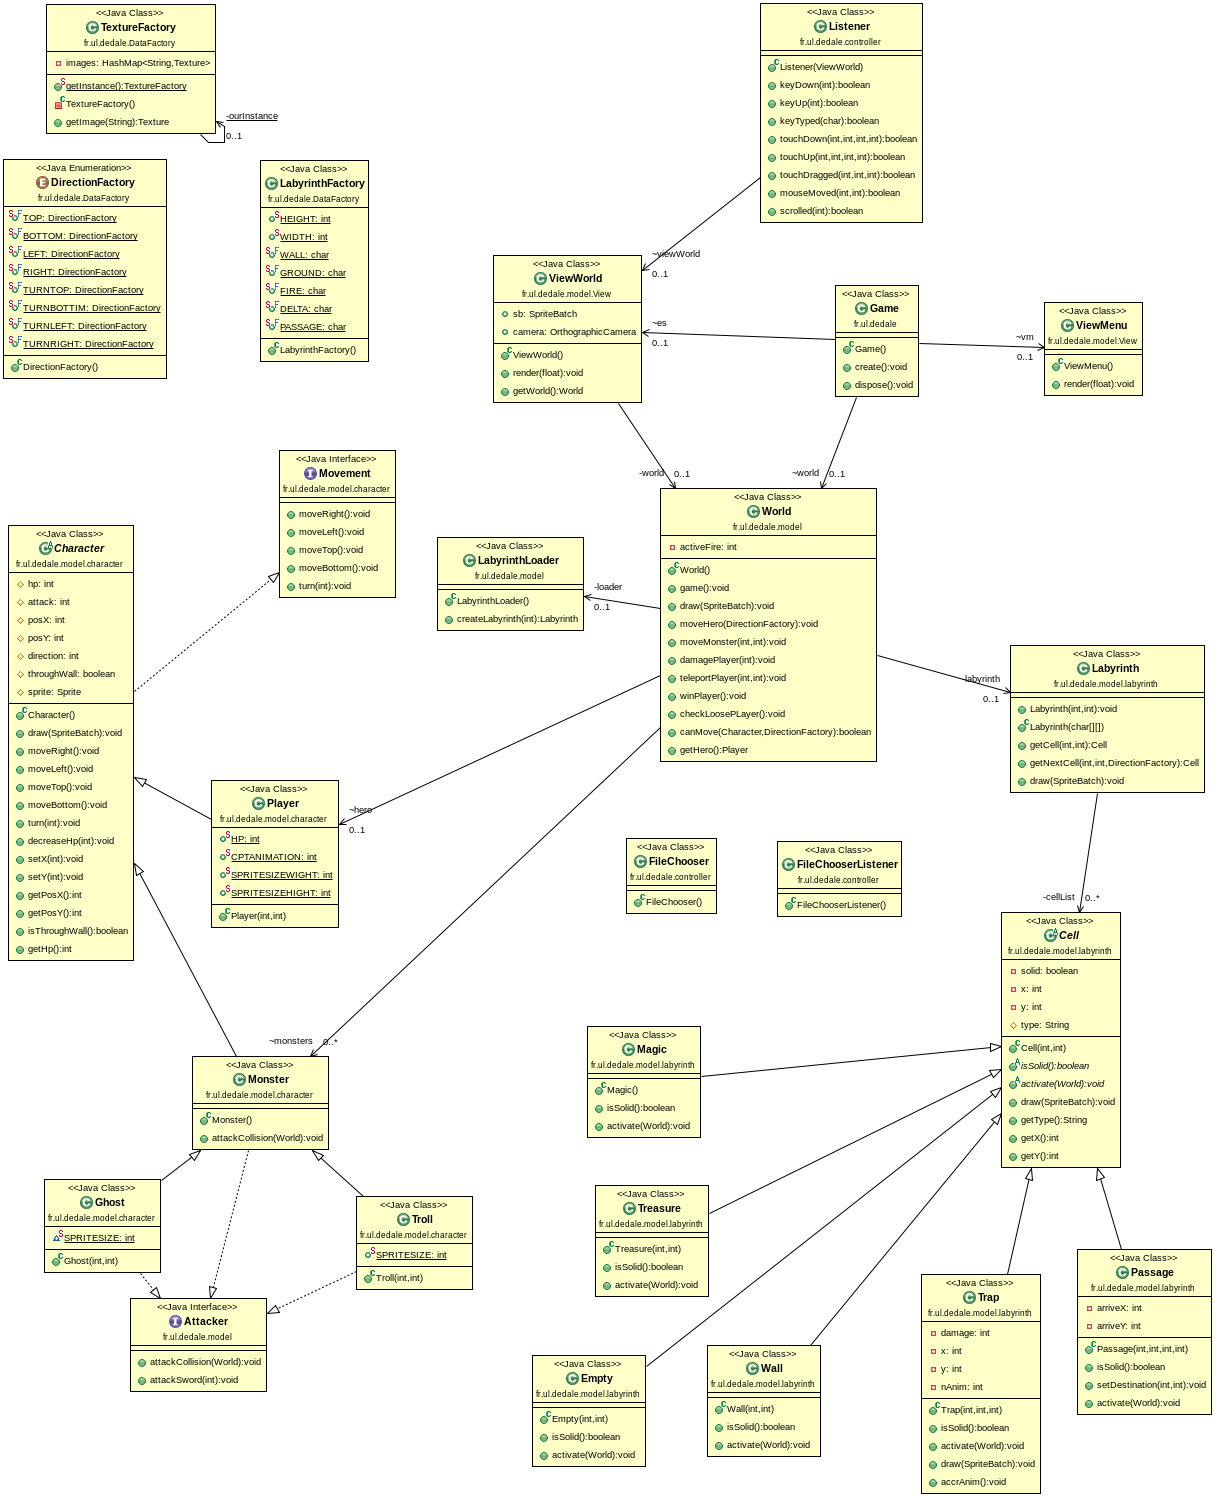 <<Java Class>>
TextureFactory
fr.ul.dedale.DataFactory
images: HashMap<String,Texture>
getInstance():TextureFactory
TextureFactory()
getImage(String):Texture
-ourInstance
0..1
<<Java Enumeration>>
DirectionFactory
fr.ul.dedale.DataFactory
TOP: DirectionFactory
BOTTOM: DirectionFactory
LEFT: DirectionFactory
RIGHT: DirectionFactory
TURNTOP: DirectionFactory
TURNBOTTIM: DirectionFactory
TURNLEFT: DirectionFactory
TURNRIGHT: DirectionFactory
DirectionFactory()
<<Java Class>>
LabyrinthFactory
fr.ul.dedale.DataFactory
HEIGHT: int
WIDTH: int
WALL: char
GROUND: char
FIRE: char
DELTA: char
PASSAGE: char
LabyrinthFactory()
<<Java Class>>
Listener
fr.ul.dedale.controller
Listener(ViewWorld)
keyDown(int):boolean
keyUp(int):boolean
keyTyped(char):boolean
touchDown(int,int,int,int):boolean
touchUp(int,int,int,int):boolean
touchDragged(int,int,int):boolean
mouseMoved(int,int):boolean
scrolled(int):boolean
~viewWorld
0..1
<<Java Class>>
ViewWorld
fr.ul.dedale.model.View
sb: SpriteBatch
camera: OrthographicCamera
ViewWorld()
render(float):void
getWorld():World
~es
0..1
<<Java Class>>
Game
fr.ul.dedale
Game()
create():void
dispose():void
~vm
0..1
<<Java Class>>
ViewMenu
fr.ul.dedale.model.View
ViewMenu()
render(float):void
-world
0..1
~world
0..1
<<Java Interface>>
Movement
fr.ul.dedale.model.character
moveRight():void
moveLeft():void
moveTop():void
moveBottom():void
turn(int):void
<<Java Class>>
Character
fr.ul.dedale.model.character
hp: int
attack: int
posX: int
posY: int
direction: int
throughWall: boolean
sprite: Sprite
Character()
draw(SpriteBatch):void
moveRight():void
moveLeft():void
moveTop():void
moveBottom():void
turn(int):void
decreaseHp(int):void
setX(int):void
setY(int):void
getPosX():int
getPosY():int
isThroughWall():boolean
getHp():int
<<Java Class>>
LabyrinthLoader
fr.ul.dedale.model
LabyrinthLoader()
createLabyrinth(int):Labyrinth
-loader
0..1
<<Java Class>>
World
fr.ul.dedale.model
activeFire: int
World()
game():void
draw(SpriteBatch):void
moveHero(DirectionFactory):void
moveMonster(int,int):void
damagePlayer(int):void
teleportPlayer(int,int):void
winPlayer():void
checkLoosePLayer():void
canMove(Character,DirectionFactory):boolean
getHero():Player
labyrinth
0..1
<<Java Class>>
Labyrinth
fr.ul.dedale.model.labyrinth
Labyrinth(int,int):void
Labyrinth(char[][])
getCell(int,int):Cell
getNextCell(int,int,DirectionFactory):Cell
draw(SpriteBatch):void
<<Java Class>>
Player
fr.ul.dedale.model.character
HP: int
CPTANIMATION: int
SPRITESIZEWIGHT: int
SPRITESIZEHIGHT: int
Player(int,int)
~hero
0..1
<<Java Class>>
FileChooser
fr.ul.dedale.controller
FileChooser()
<<Java Class>>
FileChooserListener
fr.ul.dedale.controller
FileChooserListener()
-cellList
0..*
<<Java Class>>
Cell
fr.ul.dedale.model.labyrinth
solid: boolean
x: int
y: int
type: String
Cell(int,int)
isSolid():boolean
activate(World):void
draw(SpriteBatch):void
getType():String
getX():int
getY():int
~monsters
0..*
<<Java Class>>
Monster
fr.ul.dedale.model.character
Monster()
attackCollision(World):void
<<Java Class>>
Magic
fr.ul.dedale.model.labyrinth
Magic()
isSolid():boolean
activate(World):void
<<Java Class>>
Ghost
fr.ul.dedale.model.character
SPRITESIZE: int
Ghost(int,int)
<<Java Class>>
Troll
fr.ul.dedale.model.character
SPRITESIZE: int
Troll(int,int)
<<Java Interface>>
Attacker
fr.ul.dedale.model
attackCollision(World):void
attackSword(int):void
<<Java Class>>
Treasure
fr.ul.dedale.model.labyrinth
Treasure(int,int)
isSolid():boolean
activate(World):void
<<Java Class>>
Empty
fr.ul.dedale.model.labyrinth
Empty(int,int)
isSolid():boolean
activate(World):void
<<Java Class>>
Wall
fr.ul.dedale.model.labyrinth
Wall(int,int)
isSolid():boolean
activate(World):void
<<Java Class>>
Trap
fr.ul.dedale.model.labyrinth
damage: int
x: int
y: int
nAnim: int
Trap(int,int,int)
isSolid():boolean
activate(World):void
draw(SpriteBatch):void
accrAnim():void
<<Java Class>>
Passage
fr.ul.dedale.model.labyrinth
arriveX: int
arriveY: int
Passage(int,int,int,int)
isSolid():boolean
setDestination(int,int):void
activate(World):void